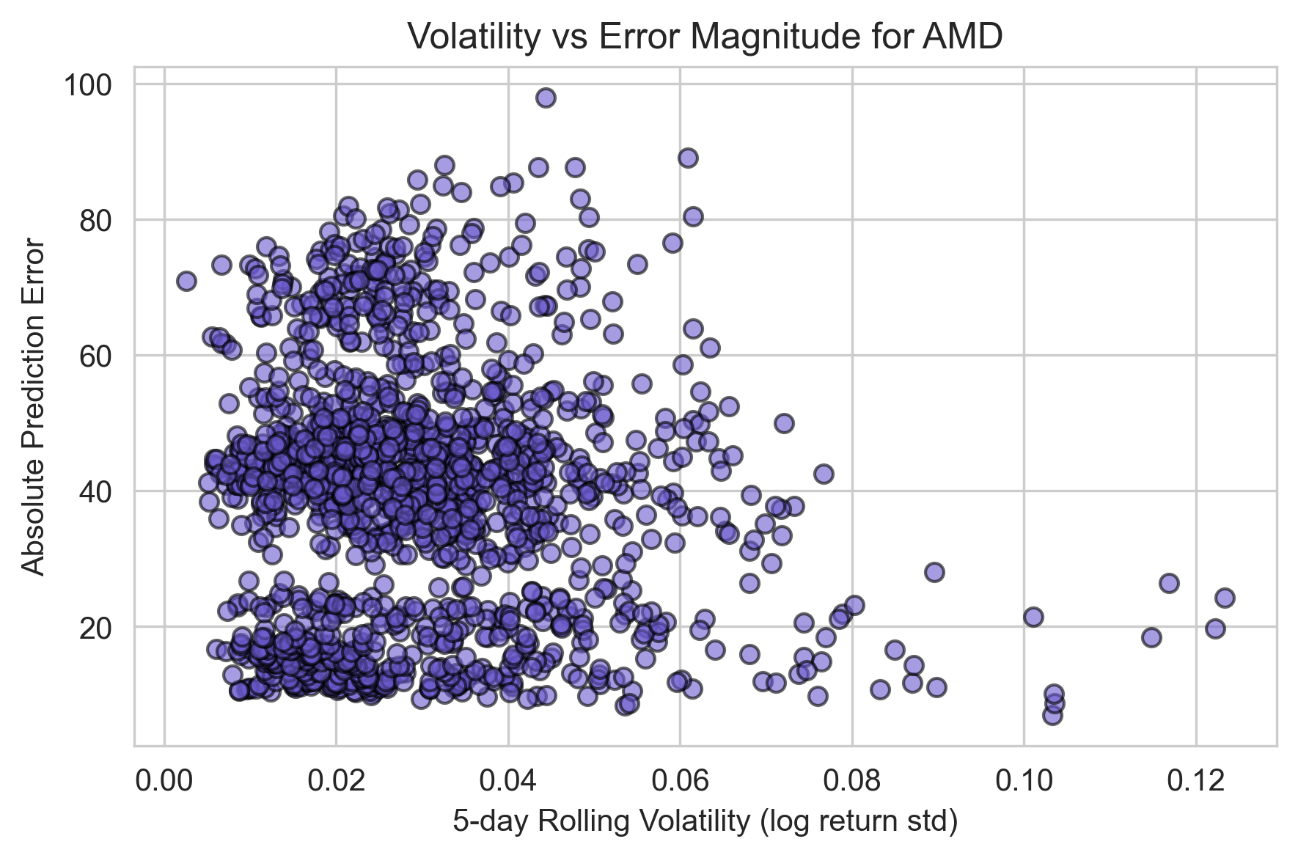 Volatility vs Error Magnitude for AMD
100
80
60
40
20
Absolute Prediction Error
0.00 0.02 0.04 0.06 0.08 0.10 0.12
5-day Rolling Volatility (log return std)